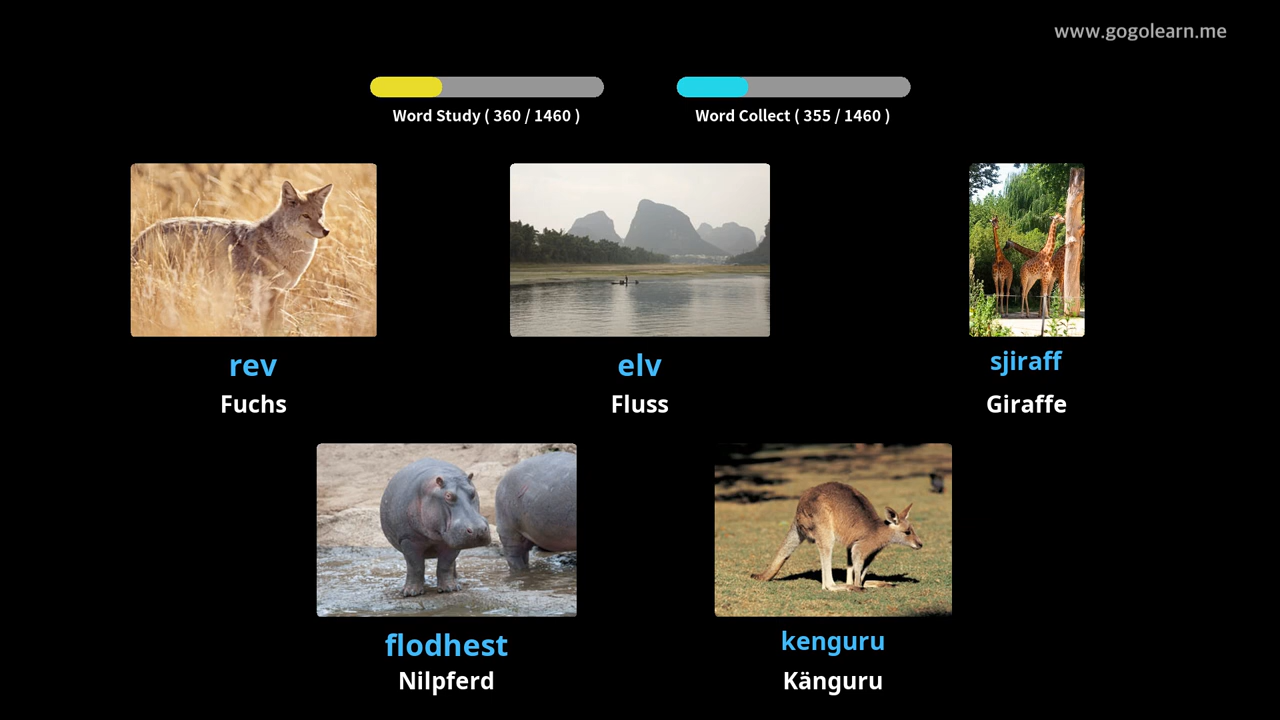 www.gogolearn.me
Word Study ( 360 / 1460 )
Word Collect ( 355 / 1460 )
rev
Fuchs
elv
Fluss
sjiraff
Giraffe
flodhest
Nilpferd
kenguru
Känguru